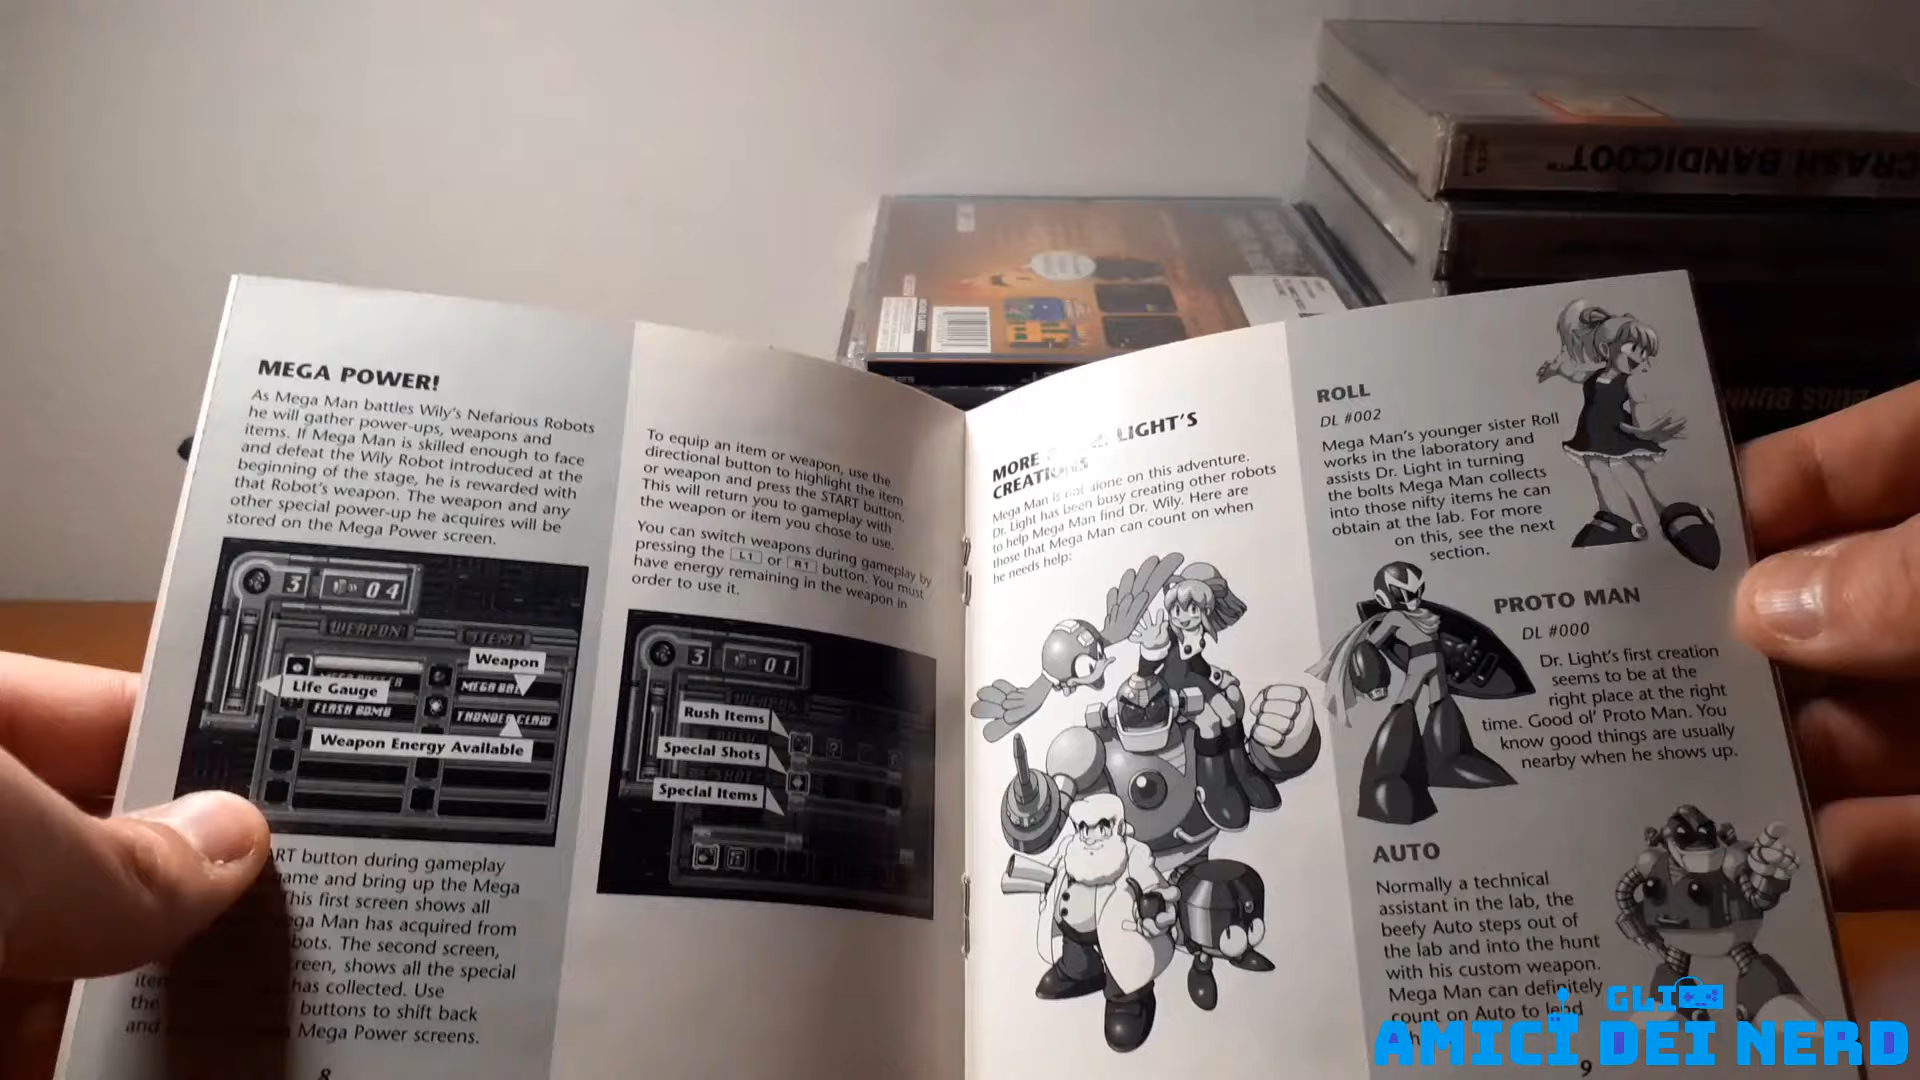 MEGA POWER!
As Mega Man battles Wily's Nefarious Robots
he will gather power-ups, weapons and
items. If Mega Man is skilled enough to face
and defeat the Wily Robot introduced at the
beginning of the stage, he is rewarded with
that Robot's weapon. The weapon and any
other special power-up he acquires will be
stored on the Mega Power screen.
3 04
WEAPON ITEM
Weapon
Life Gauge
MEGA BALL
FLASH BOMB
THUNDER CLAW
Weapon Energy Available
ART button during gameplay
game and bring up the Mega
This first screen shows all
Mega Man has acquired from
bots. The second screen,
reen, shows all the special
has collected. Use
the buttons to shift back
and Mega Power screens.
8
To equip an item or weapon, use the
directional button to highlight the item
or weapon and press the START button.
This will return you to gameplay with
the weapon or item you chose to use.
You can switch weapons during gameplay by
pressing the L1 or R1 button. You must
have energy remaining in the weapon in
order to use it.
3 01
Rush Items
Special Shots
Special Items
MORE LIGHT'S
CREATIONS
Mega Man is not alone on this adventure.
Dr. Light has been busy creating other robots
to help Mega Man find Dr. Wily. Here are
those that Mega Man can count on when
he needs help:
ROLL
DL #002
Mega Man's younger sister Roll
works in the laboratory and
assists Dr. Light in turning
the bolts Mega Man collects
into those nifty items he can
obtain at the lab. For more
on this, see the next
section.
PROTO MAN
DL #000
Dr. Light's first creation
seems to be at the
right place at the right
time. Good ol' Proto Man. You
know good things are usually
nearby when he shows up.
AUTO
Normally a technical
assistant in the lab, the
beefy Auto steps out of
the lab and into the hunt
with his custom weapon.
Mega Man can definitely
count on Auto to lend
9
CRASH BANDICOOT™
GLI
AMICI DEI NERD